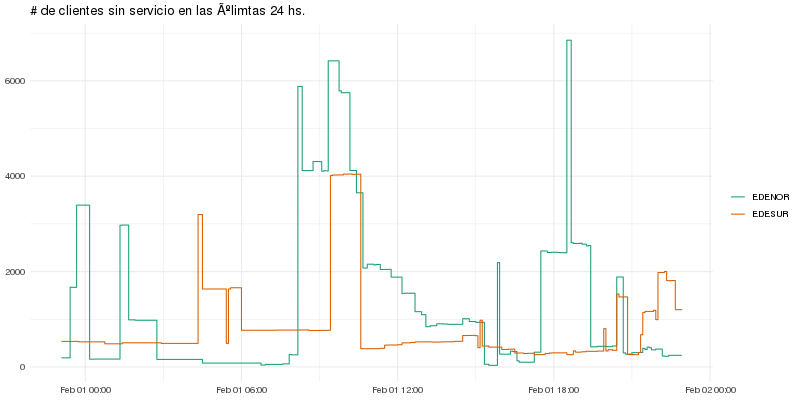 # de clientes sin servicio en las Ãºlimtas 24 hs.
6000
4000
2000
0
Feb 01 00:00
Feb 01 06:00
Feb 01 12:00
Feb 01 18:00
Feb 02 00:00
EDENOR
EDESUR